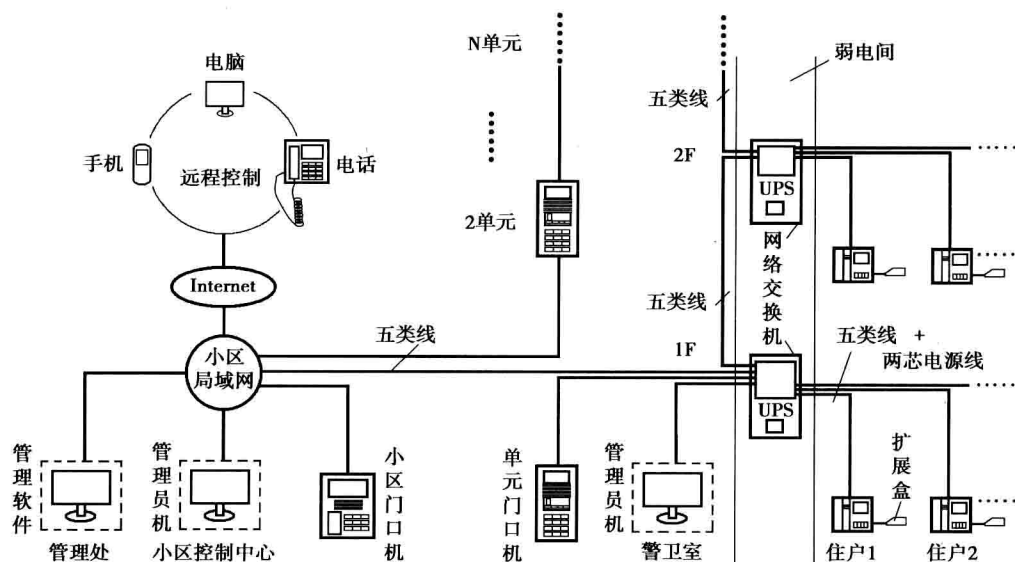 N单元
弱电间
电脑
五类线
手机
远程控制
电话
2F
UPS
2单元
网络交换机
Internet
五类线
五类线
1F
五类线 +
两芯电源线
小区
局域网
UPS
管理软件
管理员机
小区门口机
单元门口机
管理员机
扩展盒
管理处
小区控制中心
警卫室
住户1
住户2